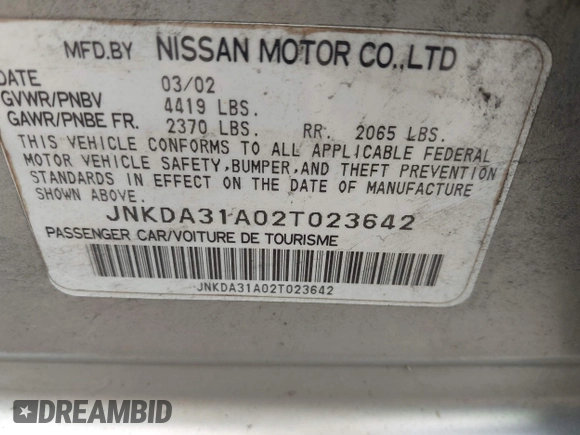 MFD.BY NISSAN MOTOR CO.,LTD
DATE 03/02
GVWR/PNBV 4419 LBS.
GAWR/PNBE FR. 2370 LBS. RR. 2065 LBS.
THIS VEHICLE CONFORMS TO ALL APPLICABLE FEDERAL
MOTOR VEHICLE SAFETY,BUMPER,AND THEFT PREVENTION
STANDARDS IN EFFECT ON THE DATE OF MANUFACTURE
SHOWN ABOVE.
JNKDA31A02T023642
PASSENGER CAR/VOITURE DE TOURISME
JNKDA31A02T023642
DREAMBID